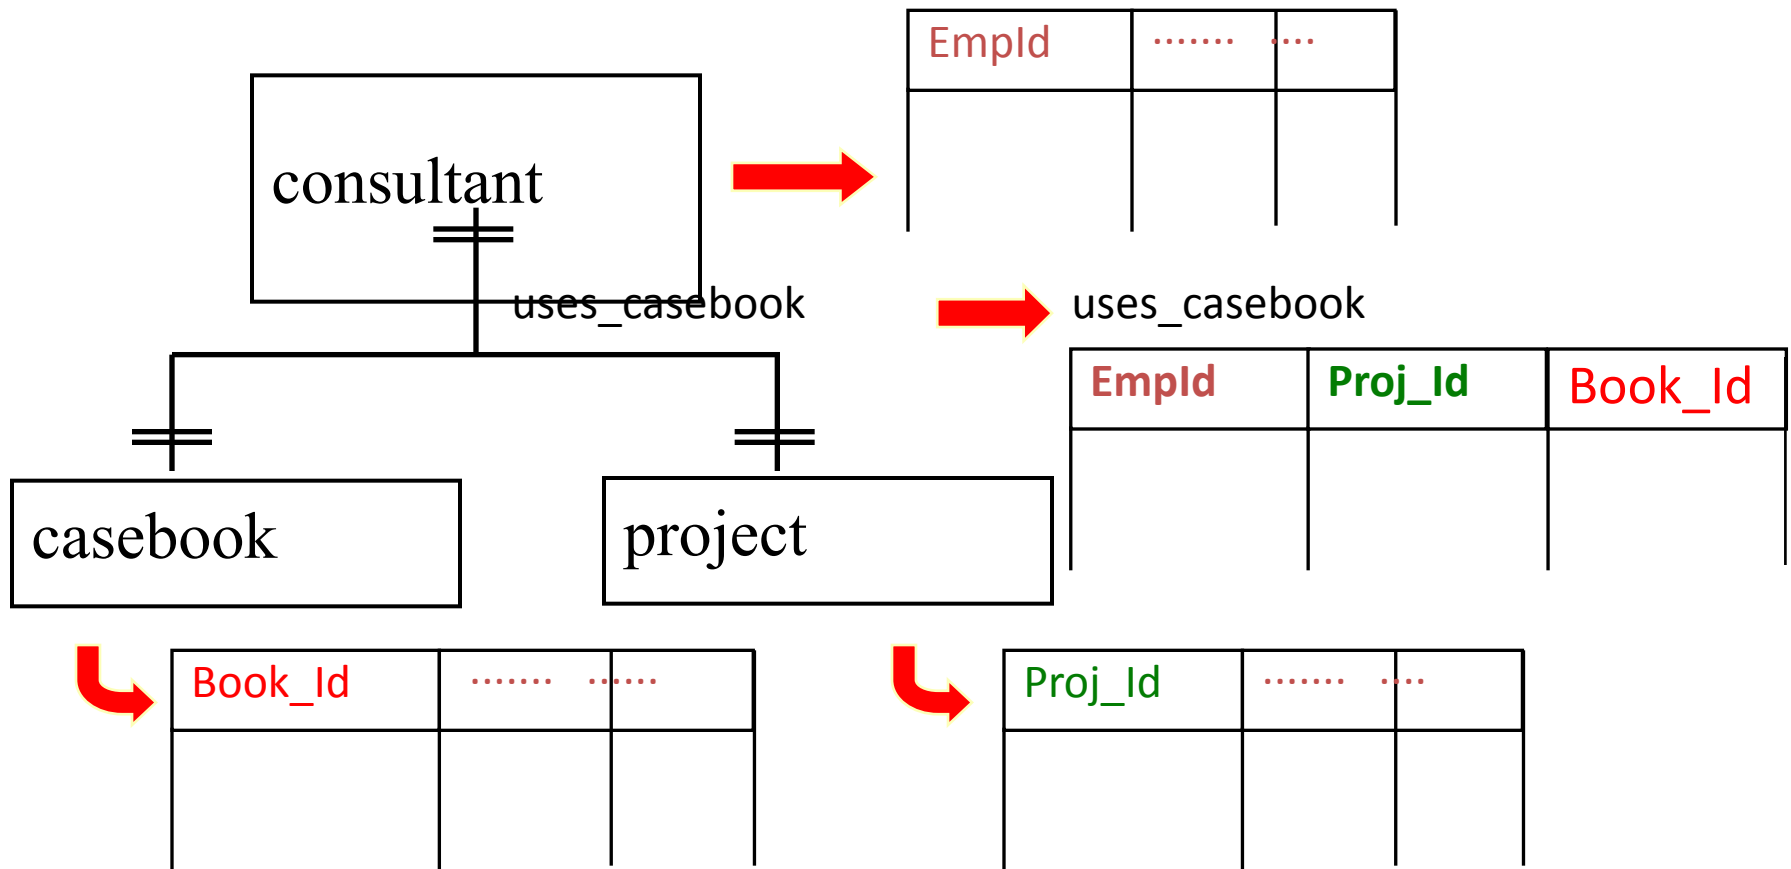 EmpId ....... ....
consultant
uses_casebook
uses_casebook
EmpId Proj_Id Book_Id
casebook
project
Book_Id ....... ......
Proj_Id ....... ....